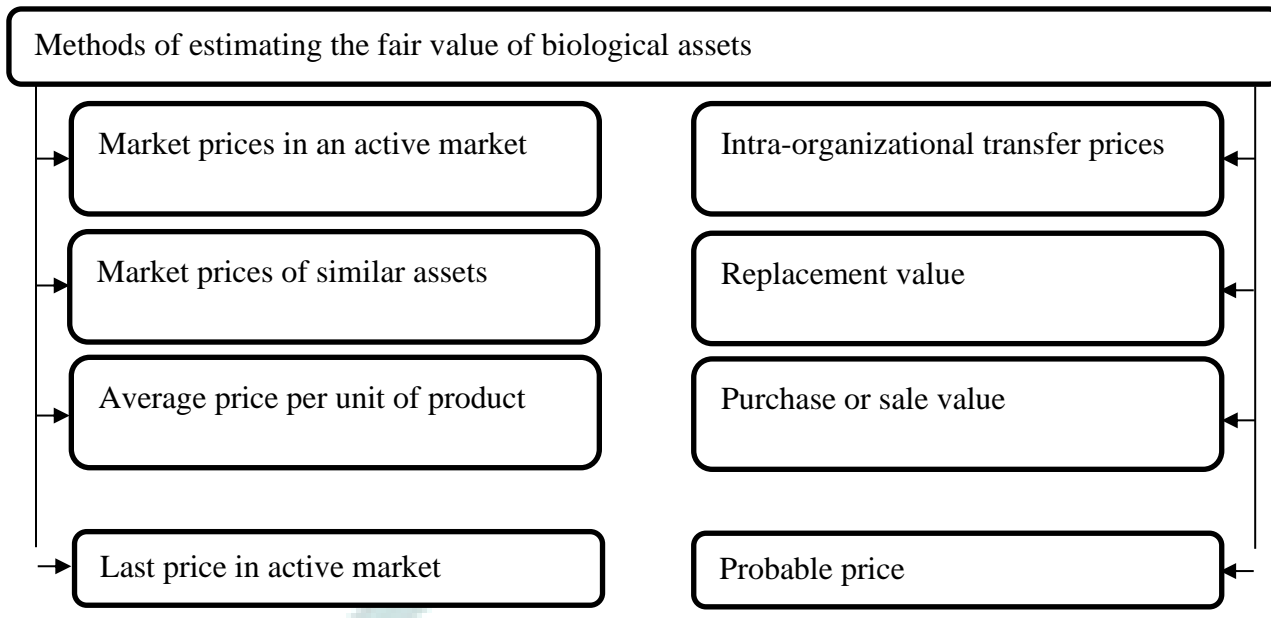 Methods of estimating the fair value of biological assets
Market prices in an active market
Intra-organizational transfer prices
Market prices of similar assets
Replacement value
Average price per unit of product
Purchase or sale value
Last price in active market
Probable price